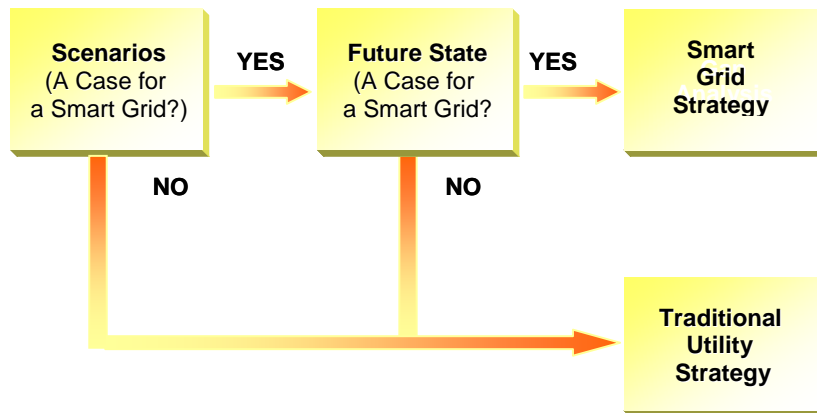 Scenarios
(A Case for
a Smart Grid?)
YES
Future State
(A Case for
a Smart Grid?
YES
Smart
Grid
Strategy
NO
NO
Traditional
Utility
Strategy